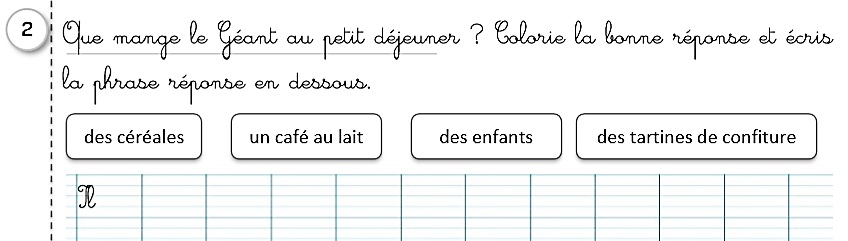 2 Que mange le Géant au petit déjeuner ? Colorie la bonne réponse et écris
la phrase réponse en dessous.
des céréales un café au lait des enfants des tartines de confiture
Il